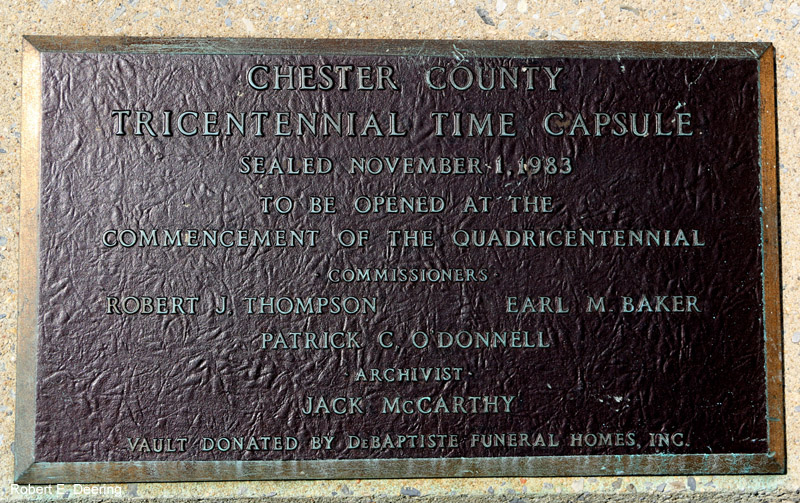 CHESTER COUNTY
TRICENTENNIAL TIME CAPSULE
SEALED NOVEMBER 1, 1983
TO BE OPENED AT THE
COMMENCEMENT OF THE QUADRICENTENNIAL
· COMMISSIONERS ·
ROBERT J. THOMPSON EARL M. BAKER
PATRICK C. O'DONNELL
· ARCHIVIST ·
JACK McCARTHY
VAULT DONATED BY DeBAPTISTE FUNERAL HOMES, INC.
Robert E. Deering